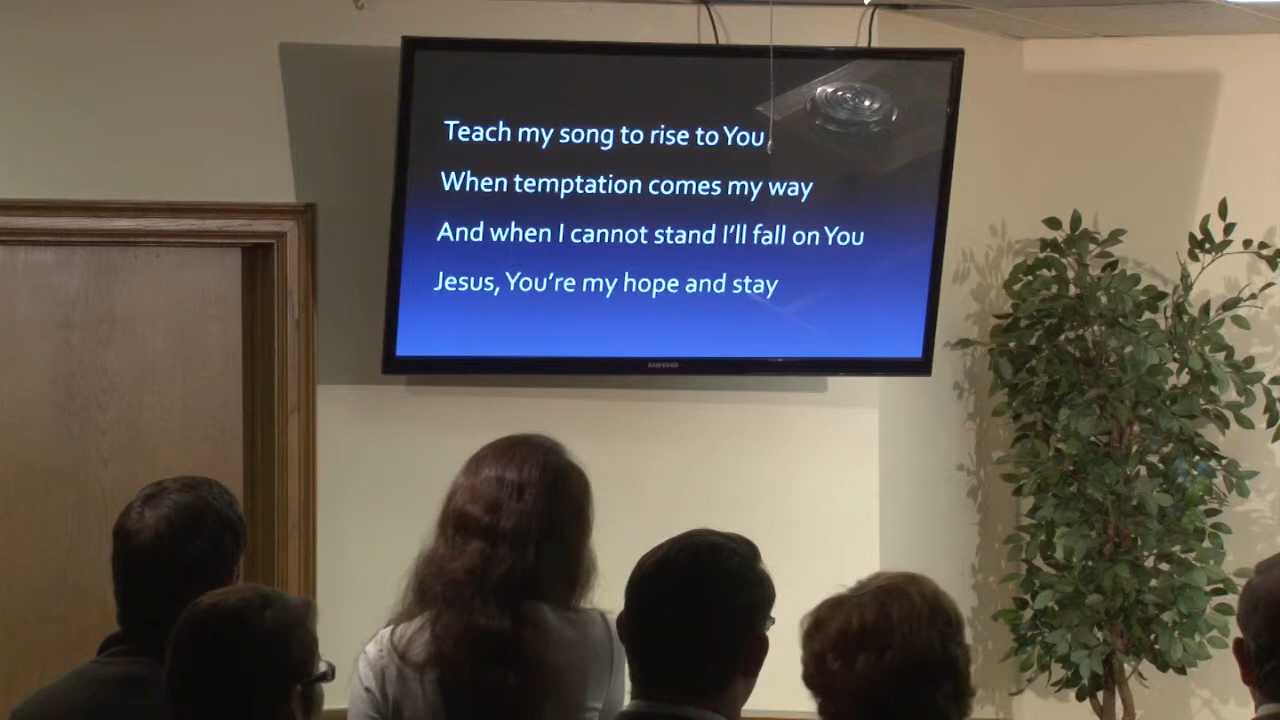 Teach my song to rise to You
When temptation comes my way
And when I cannot stand I'll fall on You
Jesus, You're my hope and stay
SAMSUNG